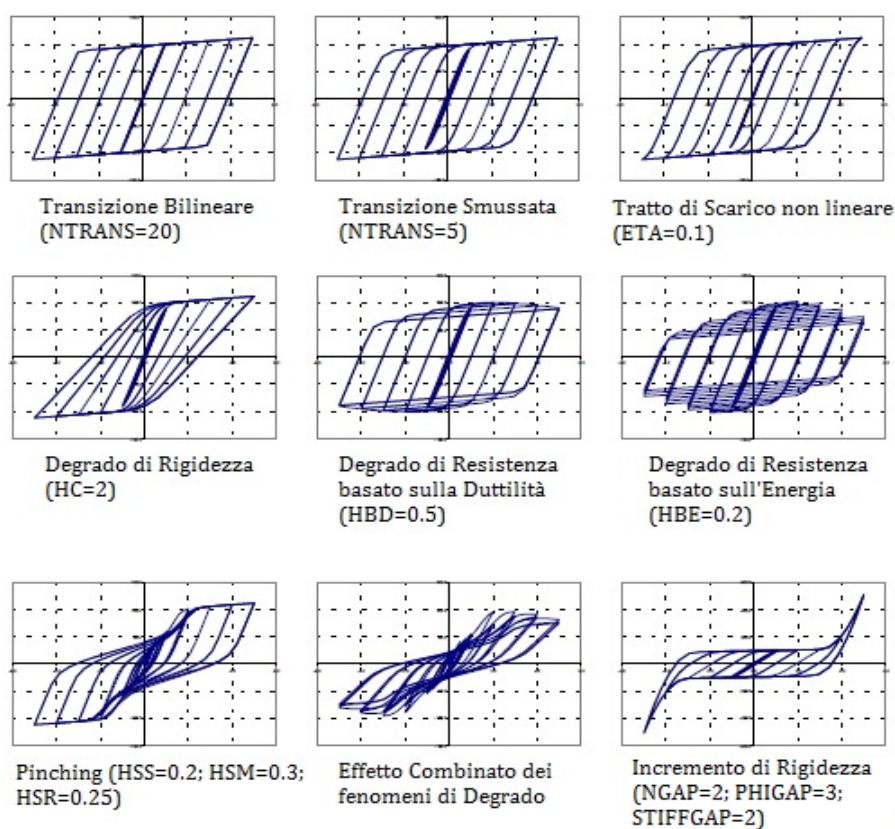 Transizione Bilineare
(NTRANS=20)
Transizione Smussata
(NTRANS=5)
Tratto di Scarico non lineare
(ETA=0.1)
Degrado di Rigidezza
(HC=2)
Degrado di Resistenza
basato sulla Duttilità
(HBD=0.5)
Degrado di Resistenza
basato sull'Energia
(HBE=0.2)
Pinching (HSS=0.2; HSM=0.3;
HSR=0.25)
Effetto Combinato dei
fenomeni di Degrado
Incremento di Rigidezza
(NGAP=2; PHIGAP=3;
STIFFGAP=2)